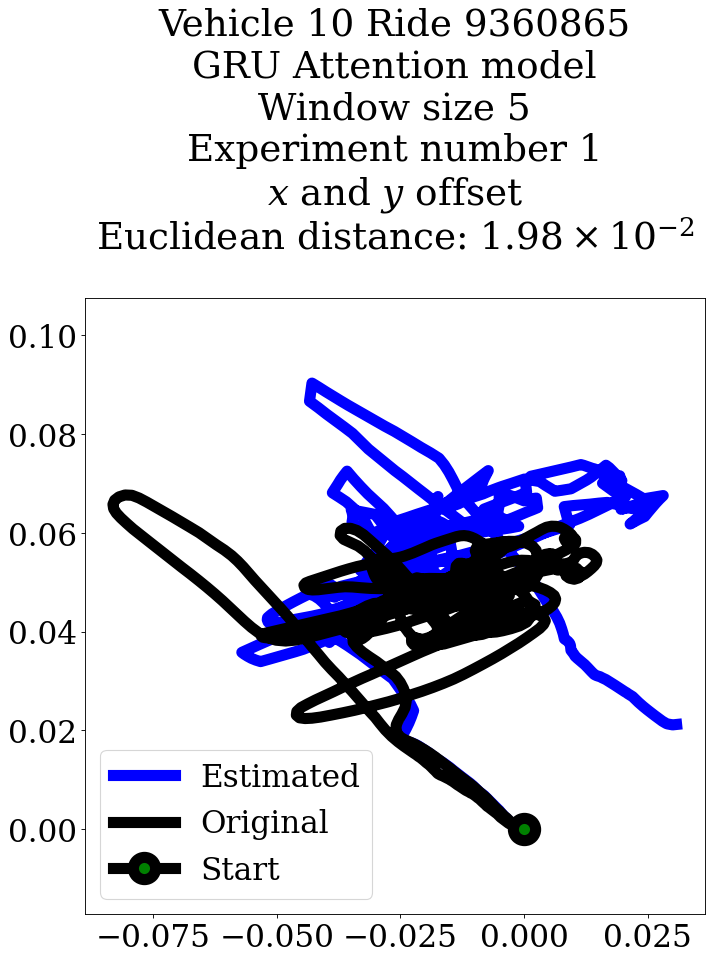 Vehicle 10 Ride 9360865
GRU Attention model
Window size 5
Experiment number 1
x and y offset
Euclidean distance: 1.98 × 10⁻²
0.10
0.08
0.06
0.04
0.02
0.00
Estimated
Original
Start
−0.075 −0.050 −0.025 0.000 0.025